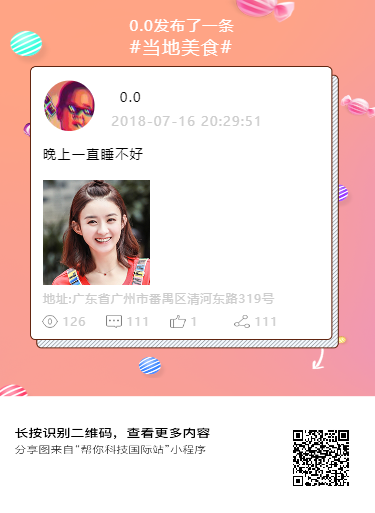 0.0发布了一条
#当地美食#
0.0
2018-07-16 20:29:51
晚上一直睡不好
地址:广东省广州市番禺区清河东路319号
126 111 1 111
长按识别二维码，查看更多内容
分享图来自“帮你科技国际站”小程序